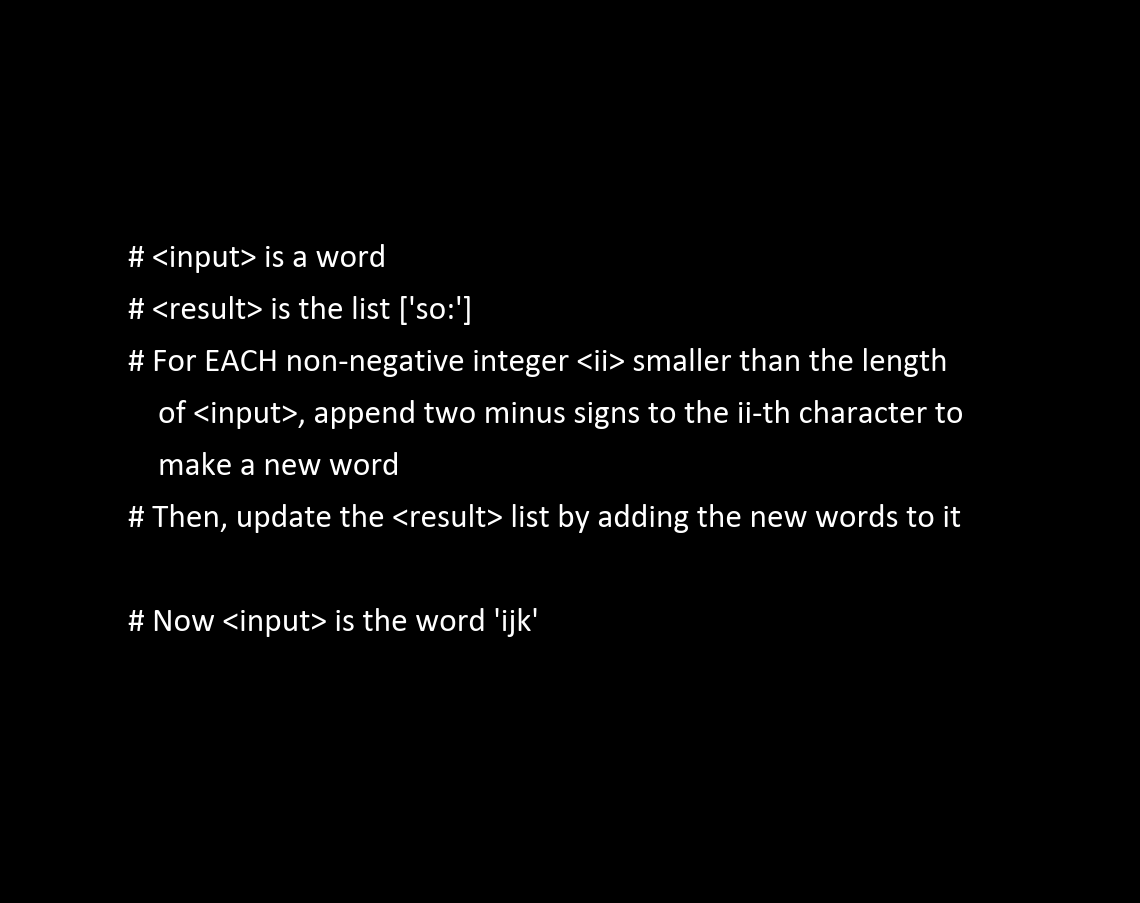 # <input> is a word
# <result> is the list ['so:']
# For EACH non-negative integer <ii> smaller than the length
of <input>, append two minus signs to the ii-th character to
make a new word
# Then, update the <result> list by adding the new words to it
# Now <input> is the word 'ijk'